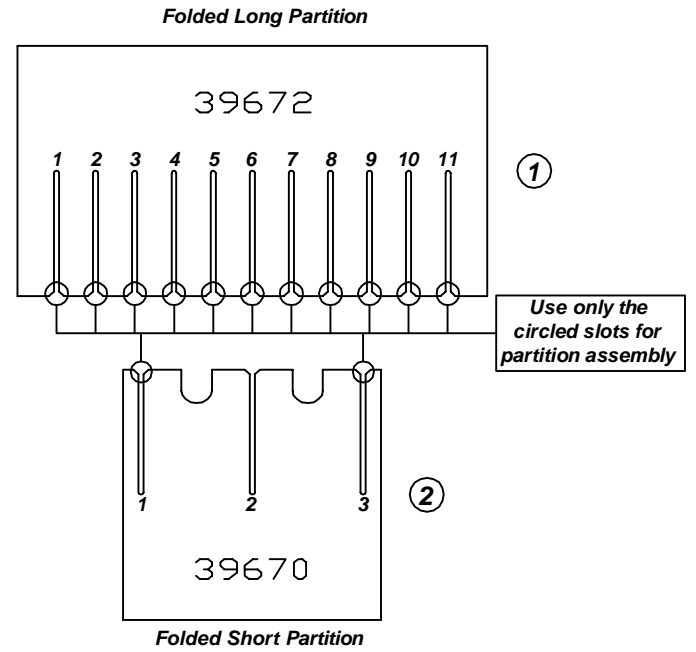 Folded Long Partition
39672
1 2 3 4 5 6 7 8 9 10 11
1
Use only the
circled slots for
partition assembly
1 2 3
2
39670
Folded Short Partition